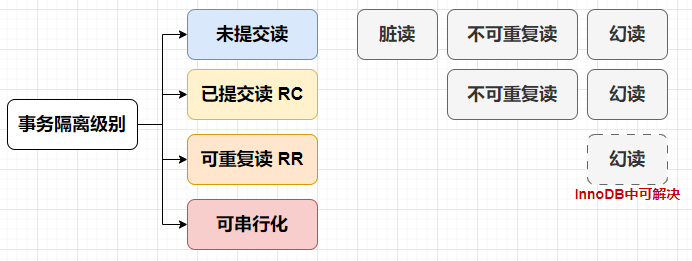 未提交读 脏读 不可重复读 幻读
已提交读 RC 不可重复读 幻读
事务隔离级别
可重复读 RR 幻读
InnoDB中可解决
可串行化